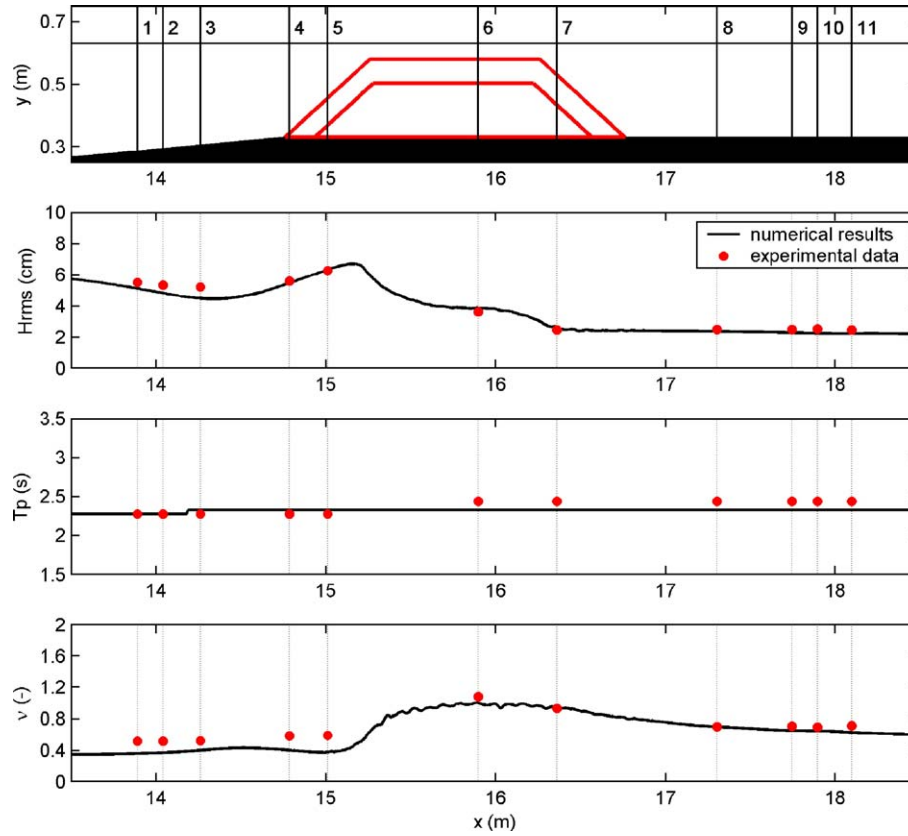 0.7
0.5
0.3
y (m)
1 2 3 4 5 6 7 8 9 10 11
14 15 16 17 18
10
8
6
4
2
0
Hrms (cm)
numerical results
experimental data
14 15 16 17 18
3.5
3
2.5
2
1.5
Tp (s)
14 15 16 17 18
2
1.6
1.2
0.8
0.4
0
ν (-)
14 15 16 17 18
x (m)